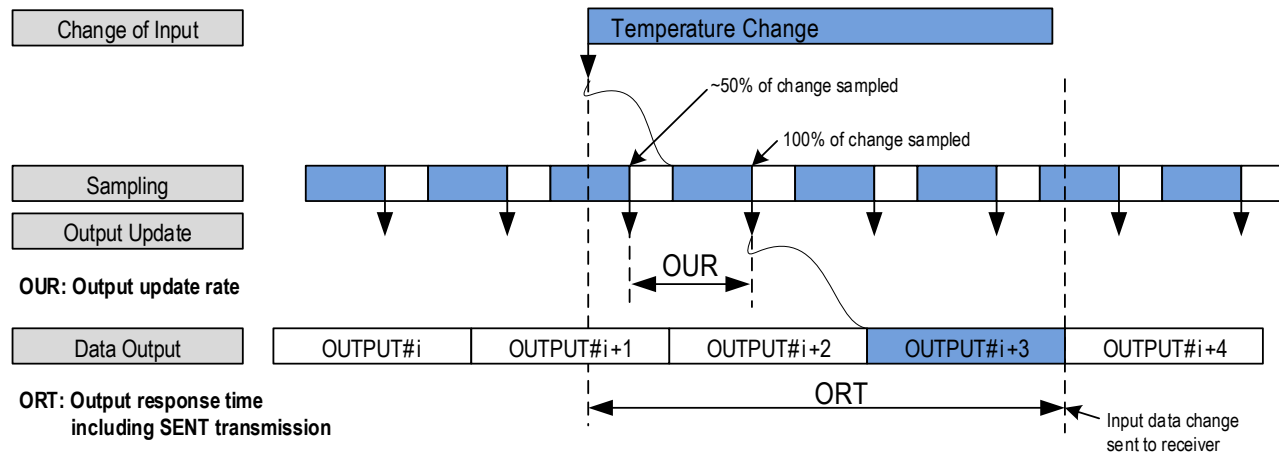 Change of Input
Temperature Change
~50% of change sampled
100% of change sampled
Sampling
Output Update
OUR
OUR: Output update rate
Data Output
OUTPUT#i
OUTPUT#i+1
OUTPUT#i+2
OUTPUT#i+3
OUTPUT#i+4
ORT: Output response time
including SENT transmission
ORT
Input data change
sent to receiver